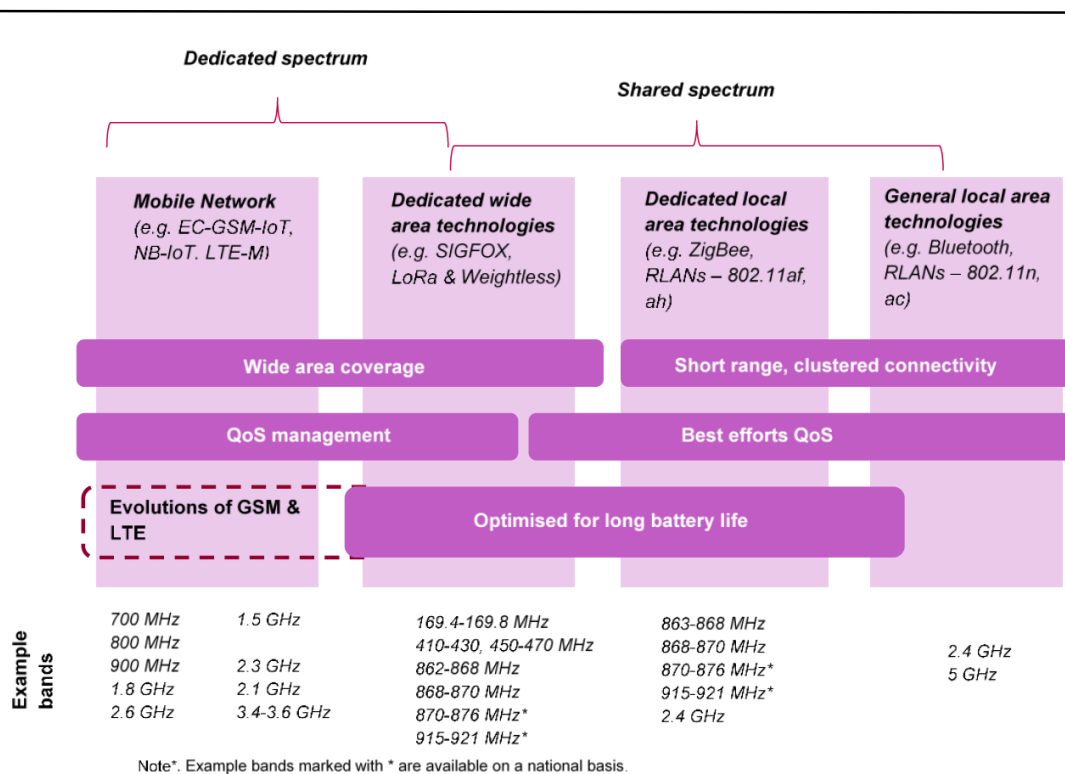 Dedicated spectrum
Shared spectrum
Mobile Network
(e.g. EC-GSM-IoT,
NB-IoT. LTE-M)
Dedicated wide
area technologies
(e.g. SIGFOX,
LoRa & Weightless)
Dedicated local
area technologies
(e.g. ZigBee,
RLANs – 802.11af,
ah)
General local area
technologies
(e.g. Bluetooth,
RLANs – 802.11n,
ac)
Wide area coverage
Short range, clustered connectivity
QoS management
Best efforts QoS
Evolutions of GSM &
LTE
Optimised for long battery life
Example
bands
700 MHz
800 MHz
900 MHz
1.8 GHz
2.6 GHz
1.5 GHz
2.3 GHz
2.1 GHz
3.4-3.6 GHz
169.4-169.8 MHz
410-430, 450-470 MHz
862-868 MHz
868-870 MHz
870-876 MHz*
915-921 MHz*
863-868 MHz
868-870 MHz
870-876 MHz*
915-921 MHz*
2.4 GHz
2.4 GHz
5 GHz
Note*. Example bands marked with * are available on a national basis.